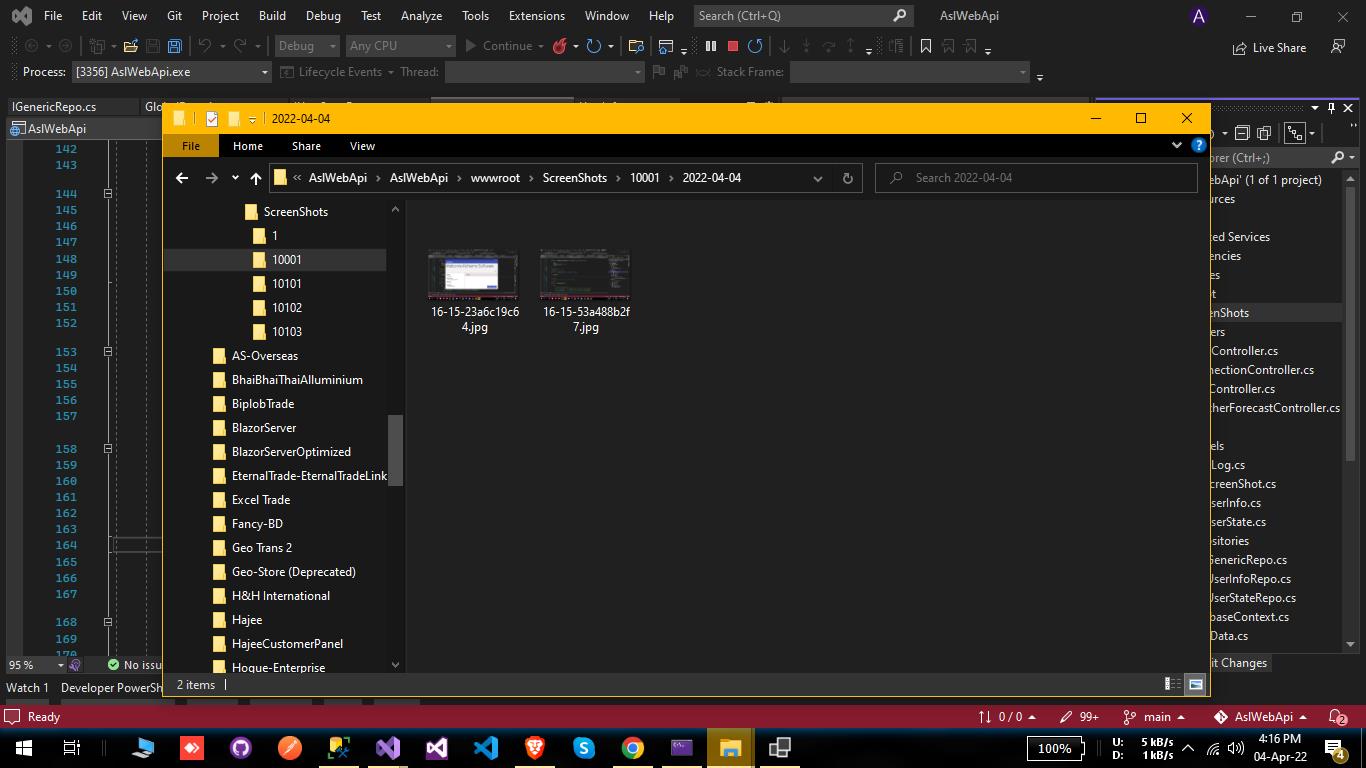 File Edit View Git Project Build Debug Test Analyze Tools Extensions Window Help Search (Ctrl+Q) AslWebApi A
Debug Any CPU Continue Live Share
Process: [3356] AslWebApi.exe Lifecycle Events Thread: Stack Frame:
IGenericRepo.cs
2022-04-04
AslWebApi
File Home Share View
AslWebApi AslWebApi wwwroot ScreenShots 10001 2022-04-04 Search 2022-04-04
ScreenShots
1
10001
10101
10102
10103
AS-Overseas
BhaiBhaiThaiAlluminium
BiplobTrade
BlazorServer
BlazorServerOptimized
EternalTrade-EternalTradeLink
Excel Trade
Fancy-BD
Geo Trans 2
Geo-Store (Deprecated)
H&H International
Hajee
HajeeCustomerPanel
Hoque-Enterprise
16-15-23a6c19c6
4.jpg
16-15-53a488b2f
7.jpg
2 items
142
143
144
145
146
147
148
149
150
151
152
153
154
155
156
157
158
159
160
161
162
163
164
165
166
167
168
169
170
orer (Ctrl+;)
ebApi' (1 of 1 project)
urces
ted Services
encies
es
t
enShots
ers
Controller.cs
nectionController.cs
Controller.cs
herForecastController.cs
els
Log.cs
creenShot.cs
serInfo.cs
serState.cs
sitories
GenericRepo.cs
UserInfoRepo.cs
UserStateRepo.cs
baseContext.cs
Data.cs
it Changes
95 % No issu
Watch 1 Developer PowerSh
Ready 0 / 0 99+ main AslWebApi 2
100% U: 5 kB/s 4:16 PM
D: 1 kB/s 04-Apr-22 4